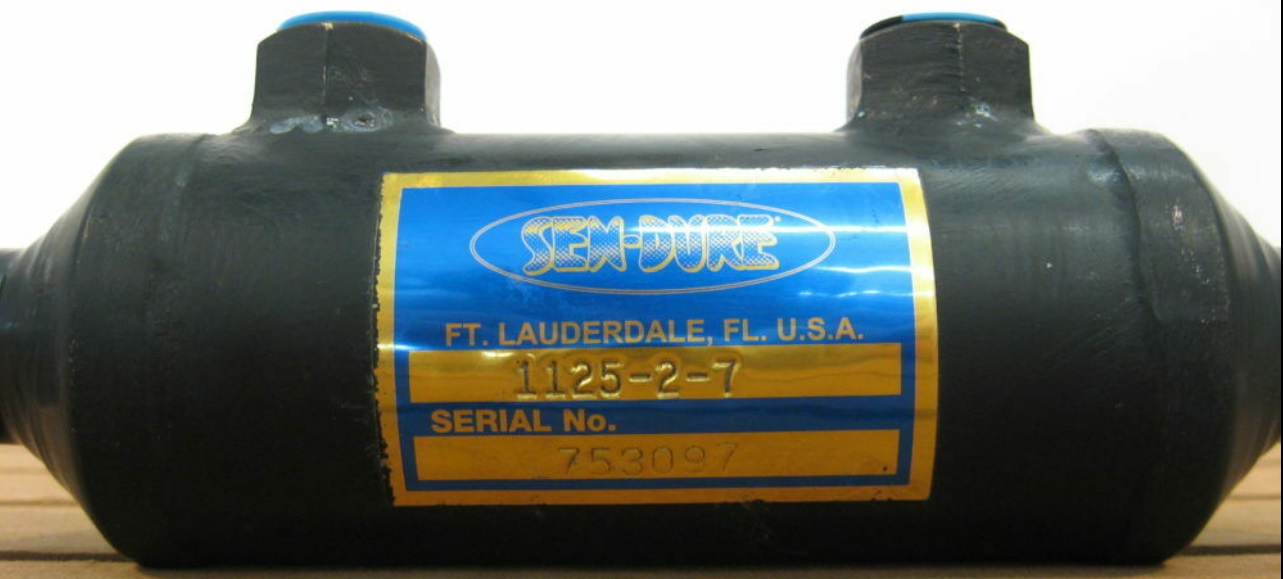 SEN-DURE
FT. LAUDERDALE, FL. U.S.A.
1125-2-7
SERIAL No.
753097